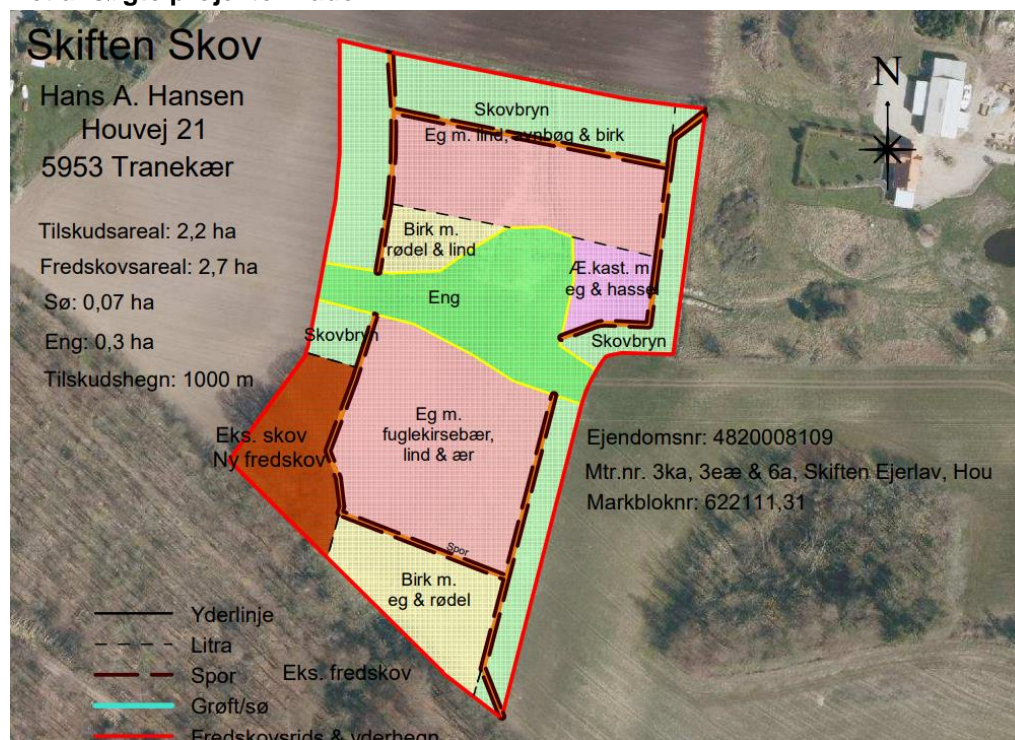 Skiften Skov
Hans A. Hansen
Houvej 21
5953 Tranekær
Tilskudsareal: 2,2 ha
Fredskovsareal: 2,7 ha
Sø: 0,07 ha
Eng: 0,3 ha
Tilskudshegn: 1000 m
N
Skovbryn
Eg m. lind, avnbøg & birk
Birk m.
rødel & lind
Æ.kast. m
eg & hassel
Eng
Skovbryn
Skovbryn
Eg m.
fuglekirsebær,
lind & ær
Eks. skov
Ny fredskov
Ejendomsnr: 4820008109
Mtr.nr. 3ka, 3eæ & 6a, Skiften Ejerlav, Hou
Markbloknr: 622111,31
Spor
Birk m.
eg & rødel
Eks. fredskov
Yderlinje
Litra
Spor
Grøft/sø
Fredskovsrids & yderhegn